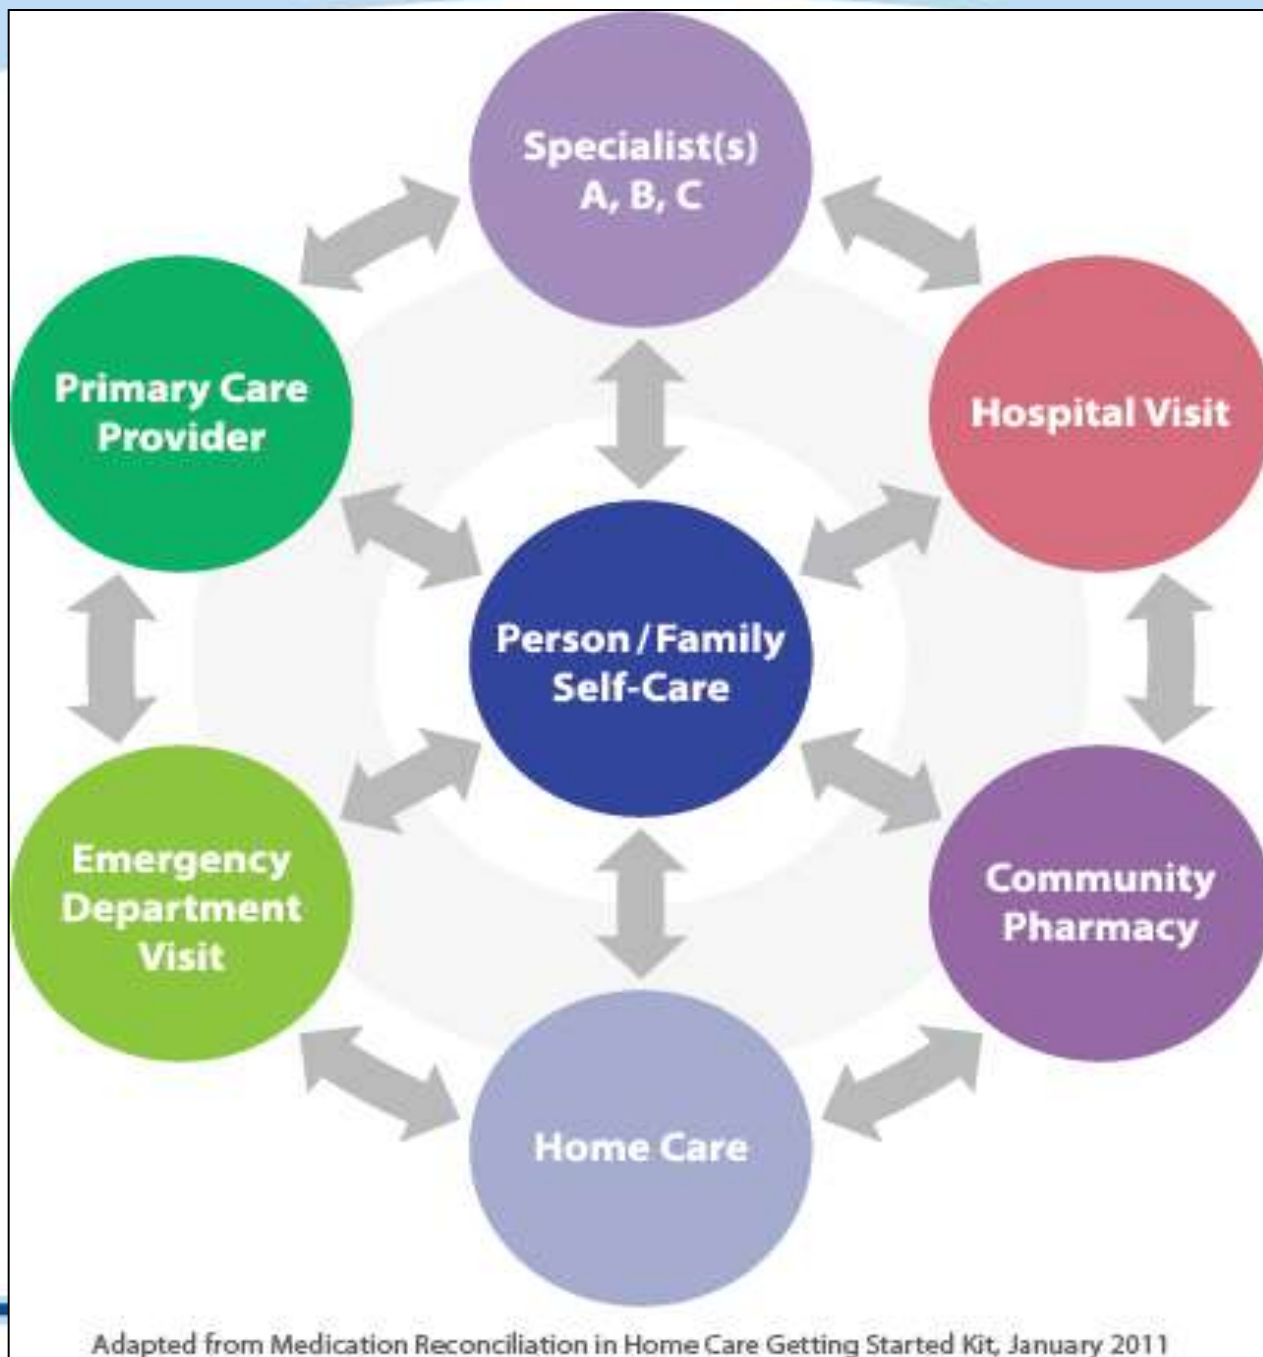 Specialist(s)
A, B, C
Primary Care
Provider
Hospital Visit
Person / Family
Self-Care
Emergency
Department
Visit
Community
Pharmacy
Home Care
Adapted from Medication Reconciliation in Home Care Getting Started Kit, January 2011